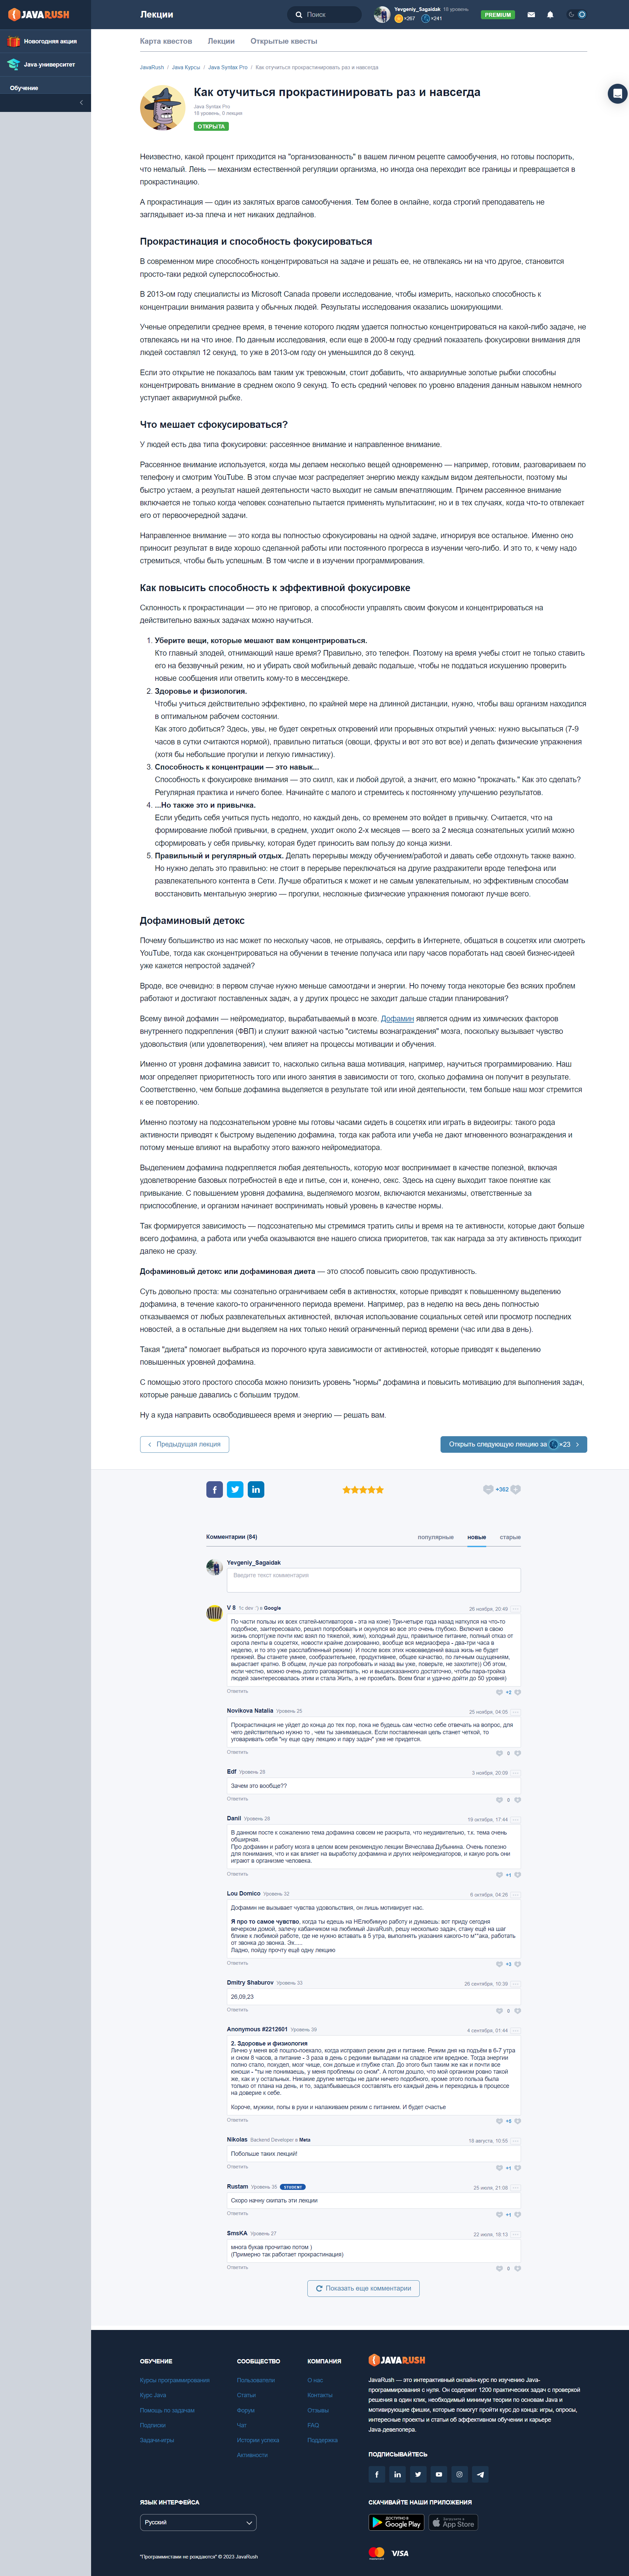 JAVARUSH
Лекции
Поиск
Yevgeniy_Sagaidak 18 уровень
×267 ×241
PREMIUM
Новогодняя акция
Java университет
Обучение
Карта квестов Лекции Открытые квесты
JavaRush / Java Курсы / Java Syntax Pro / Как отучиться прокрастинировать раз и навсегда
Как отучиться прокрастинировать раз и навсегда
Java Syntax Pro
18 уровень, 0 лекция
ОТКРЫТА
Неизвестно, какой процент приходится на "организованность" в вашем личном рецепте самообучения, но готовы поспорить,
что немалый. Лень — механизм естественной регуляции организма, но иногда она переходит все границы и превращается в
прокрастинацию.
А прокрастинация — один из заклятых врагов самообучения. Тем более в онлайне, когда строгий преподаватель не
заглядывает из-за плеча и нет никаких дедлайнов.
Прокрастинация и способность фокусироваться
В современном мире способность концентрироваться на задаче и решать ее, не отвлекаясь ни на что другое, становится
просто-таки редкой суперспособностью.
В 2013-ом году специалисты из Microsoft Canada провели исследование, чтобы измерить, насколько способность к
концентрации внимания развита у обычных людей. Результаты исследования оказались шокирующими.
Ученые определили среднее время, в течение которого людям удается полностью концентрироваться на какой-либо задаче, не
отвлекаясь ни на что иное. По данным исследования, если еще в 2000-м году средний показатель фокусировки внимания для
людей составлял 12 секунд, то уже в 2013-ом году он уменьшился до 8 секунд.
Если это открытие не показалось вам таким уж тревожным, стоит добавить, что аквариумные золотые рыбки способны
концентрировать внимание в среднем около 9 секунд. То есть средний человек по уровню владения данным навыком немного
уступает аквариумной рыбке.
Что мешает сфокусироваться?
У людей есть два типа фокусировки: рассеянное внимание и направленное внимание.
Рассеянное внимание используется, когда мы делаем несколько вещей одновременно — например, готовим, разговариваем по
телефону и смотрим YouTube. В этом случае мозг распределяет энергию между каждым видом деятельности, поэтому мы
быстро устаем, а результат нашей деятельности часто выходит не самым впечатляющим. Причем рассеянное внимание
включается не только когда человек сознательно пытается применять мультитаскинг, но и в тех случаях, когда что-то отвлекает
его от первоочередной задачи.
Направленное внимание — это когда вы полностью сфокусированы на одной задаче, игнорируя все остальное. Именно оно
приносит результат в виде хорошо сделанной работы или постоянного прогресса в изучении чего-либо. И это то, к чему надо
стремиться, чтобы быть успешным. В том числе и в изучении программирования.
Как повысить способность к эффективной фокусировке
Склонность к прокрастинации — это не приговор, а способности управлять своим фокусом и концентрироваться на
действительно важных задачах можно научиться.
1. Уберите вещи, которые мешают вам концентрироваться.
Кто главный злодей, отнимающий наше время? Правильно, это телефон. Поэтому на время учебы стоит не только ставить
его на беззвучный режим, но и убирать свой мобильный девайс подальше, чтобы не поддаться искушению проверить
новые сообщения или ответить кому-то в мессенджере.
2. Здоровье и физиология.
Чтобы учиться действительно эффективно, по крайней мере на длинной дистанции, нужно, чтобы ваш организм находился
в оптимальном рабочем состоянии.
Как этого добиться? Здесь, увы, не будет секретных откровений или прорывных открытий ученых: нужно высыпаться (7-9
часов в сутки считаются нормой), правильно питаться (овощи, фрукты и вот это вот все) и делать физические упражнения
(хотя бы небольшие прогулки и легкую гимнастику).
3. Способность к концентрации — это навык...
Способность к фокусировке внимания — это скилл, как и любой другой, а значит, его можно "прокачать." Как это сделать?
Регулярная практика и ничего более. Начинайте с малого и стремитесь к постоянному улучшению результатов.
4. ...Но также это и привычка.
Если убедить себя учиться пусть недолго, но каждый день, со временем это войдет в привычку. Считается, что на
формирование любой привычки, в среднем, уходит около 2-х месяцев — всего за 2 месяца сознательных усилий можно
сформировать у себя привычку, которая будет приносить вам пользу до конца жизни.
5. Правильный и регулярный отдых. Делать перерывы между обучением/работой и давать себе отдохнуть также важно.
Но нужно делать это правильно: не стоит в перерыве переключаться на другие раздражители вроде телефона или
развлекательного контента в Сети. Лучше обратиться к может и не самым увлекательным, но эффективным способам
восстановить ментальную энергию — прогулки, несложные физические упражнения помогают лучше всего.
Дофаминовый детокс
Почему большинство из нас может по несколько часов, не отрываясь, серфить в Интернете, общаться в соцсетях или смотреть
YouTube, тогда как сконцентрироваться на обучении в течение получаса или пару часов поработать над своей бизнес-идеей
уже кажется непростой задачей?
Вроде, все очевидно: в первом случае нужно меньше самоотдачи и энергии. Но почему тогда некоторые без всяких проблем
работают и достигают поставленных задач, а у других процесс не заходит дальше стадии планирования?
Всему виной дофамин — нейромедиатор, вырабатываемый в мозге. Дофамин является одним из химических факторов
внутреннего подкрепления (ФВП) и служит важной частью "системы вознаграждения" мозга, поскольку вызывает чувство
удовольствия (или удовлетворения), чем влияет на процессы мотивации и обучения.
Именно от уровня дофамина зависит то, насколько сильна ваша мотивация, например, научиться программированию. Наш
мозг определяет приоритетность того или иного занятия в зависимости от того, сколько дофамина он получит в результате.
Соответственно, чем больше дофамина выделяется в результате той или иной деятельности, тем больше наш мозг стремится
к ее повторению.
Именно поэтому на подсознательном уровне мы готовы часами сидеть в соцсетях или играть в видеоигры: такого рода
активности приводят к быстрому выделению дофамина, тогда как работа или учеба не дают мгновенного вознаграждения и
потому меньше влияют на выработку этого важного нейромедиатора.
Выделением дофамина подкрепляется любая деятельность, которую мозг воспринимает в качестве полезной, включая
удовлетворение базовых потребностей в еде и питье, сон и, конечно, секс. Здесь на сцену выходит такое понятие как
привыкание. С повышением уровня дофамина, выделяемого мозгом, включаются механизмы, ответственные за
приспособление, и организм начинает воспринимать новый уровень в качестве нормы.
Так формируется зависимость — подсознательно мы стремимся тратить силы и время на те активности, которые дают больше
всего дофамина, а работа или учеба оказываются вне нашего списка приоритетов, так как награда за эту активность приходит
далеко не сразу.
Дофаминовый детокс или дофаминовая диета — это способ повысить свою продуктивность.
Суть довольно проста: мы сознательно ограничиваем себя в активностях, которые приводят к повышенному выделению
дофамина, в течение какого-то ограниченного периода времени. Например, раз в неделю на весь день полностью
отказываемся от любых развлекательных активностей, включая использование социальных сетей или просмотр последних
новостей, а в остальные дни выделяем на них только некий ограниченный период времени (час или два в день).
Такая "диета" помогает выбраться из порочного круга зависимости от активностей, которые приводят к выделению
повышенных уровней дофамина.
С помощью этого простого способа можно понизить уровень "нормы" дофамина и повысить мотивацию для выполнения задач,
которые раньше давались с большим трудом.
Ну а куда направить освободившееся время и энергию — решать вам.
Предыдущая лекция
Открыть следующую лекцию за ×23
+362
Комментарии (84)
популярные новые старые
Yevgeniy_Sagaidak
Введите текст комментария
V 8 в Google
26 ноября, 20:49
По части пользы их всех статей-мотиваторов - эта на коне) Три-четыре года назад наткнулся на что-то
подобное, заинтересовало, решил попробовать и окунулся во все это очень глубоко. Включил в свою
жизнь спорт(уже почти кмс взял по тяжелой, жим), холодный душ, правильное питание, полный отказ от
скролла ленты в соцсетях, новости крайне дозированно, вообще вся медиасфера - два-три часа в
неделю, и то это уже расслабленный режим) И после всех этих нововведений ваша жизнь не будет
прежней, Вы станете умнее, сообразительнее, продуктивнее, общее качество, по личным ощущениям,
вырастает кратно. В общем, лучше раз попробовать и назад вы уже, поверьте, не захотите)) Об этом,
если честно, можно очень долго разговаривать, но и вышесказанного достаточно, чтобы пара-тройка
людей заинтересовалась этим и стала Жить, а не прозебать. Всем благ и удачно дойти до 50 уровня)
Ответить
+2
Novikova Natalia Уровень 25
25 ноября, 04:05
Прокрастинация не уйдет до конца до тех пор, пока не будешь сам честно себе отвечать на вопрос, для
чего действительно нужно то , чем ты занимаешься. Если поставленная цель станет четкой, то
уговаривать себя "ну еще одну лекцию и пару задач" уже не придется.
Ответить
0
Edf Уровень 28
3 ноября, 20:09
Зачем это вообще??
Ответить
0
Danil Уровень 28
19 октября, 17:44
В данном посте к сожалению тема дофамина совсем не раскрыта, что неудивительно, т.к. тема очень
обширная.
Про дофамин и работу мозга в целом всем рекомендую лекции Вячеслава Дубынина. Очень полезно
для понимания, что и как влияет на выработку дофамина и других нейромедиаторов, и какую роль они
играют в организме человека.
Ответить
+1
Lou Domico Уровень 32
6 октября, 04:26
Дофамин не вызывает чувства удовольствия, он лишь мотивирует нас.
Я про то самое чувство, когда ты едешь на НЕлюбимую работу и думаешь: вот приду сегодня
вечерком домой, залечу кабанчиком на любимый JavaRush, решу несколько задач, стану ещё на шаг
ближе к любимой работе, где не нужно вставать в 5 утра, выполнять указания какого-то м**ака, работать
от звонка до звонка. Эх.....
Ладно, пойду прочту ещё одну лекцию
Ответить
+3
Dmitry Shaburov Уровень 33
26 сентября, 10:39
26,09,23
Ответить
0
Anonymous #2212601 Уровень 36
4 сентября, 01:44
2. Здоровье и физиология
Лично у меня всё пошло-поехало, когда исправил режим дня и питание. Режим дня на подъём в 6-7 утра
и сном 8 часов, а питание - 3 раза в день с редкими выпадами на сладкое или вредное. Тогда энергии
полно стало, похудел, мозг чище, сон дольше и глубже стал. До этого был таким же как и почти все
юноши - "ты не понимаешь, у меня проблемы со сном". А потом дошло, что мой организм такой же,
как и у остальных. Никакие другие методы не дали ничего подобного, кроме этого польза была
только от плана на день, и то, задалбываешься составлять его каждый день и переходишь в процессе
на доверие к себе.
Короче, мужики, попы в руки и налаживаем режим с питанием. И будет счастье
Ответить
+5
Nikolas Backend Developer в Meta
16 августа, 10:55
Побольше таких лекций!
Ответить
+1
Rustam Уровень 35 STUDENT
25 июля, 21:09
Скоро начну скипать эти лекции
Ответить
+1
SmsKA Уровень 27
22 июля, 18:13
многа букав прочитаю потом )
(Примерно так работает прокрастинация)
Ответить
0
Показать еще комментарии
ОБУЧЕНИЕ
Курсы программирования
Курс Java
Помощь по задачам
Подписки
Задачи-игры
СООБЩЕСТВО
Пользователи
Статьи
Форум
Чат
Истории успеха
Активности
КОМПАНИЯ
О нас
Контакты
Отзывы
FAQ
Поддержка
JAVARUSH
JavaRush — это интерактивный онлайн-курс по изучению Java-
программирования с нуля. Он содержит 1200 практических задач с проверкой
решения в один клик, необходимый минимум теории по основам Java и
мотивирующие фишки, которые помогут пройти курс до конца: игры, опросы,
интересные проекты и статьи об эффективном обучении и карьере
Java-девелопера.
ПОДПИСЫВАЙТЕСЬ
ЯЗЫК ИНТЕРФЕЙСА
Русский
СКАЧИВАЙТЕ НАШИ ПРИЛОЖЕНИЯ
ДОСТУПНО В
Google Play
Загрузите в
App Store
"Программистами не рождаются" © 2023 JavaRush
VISA